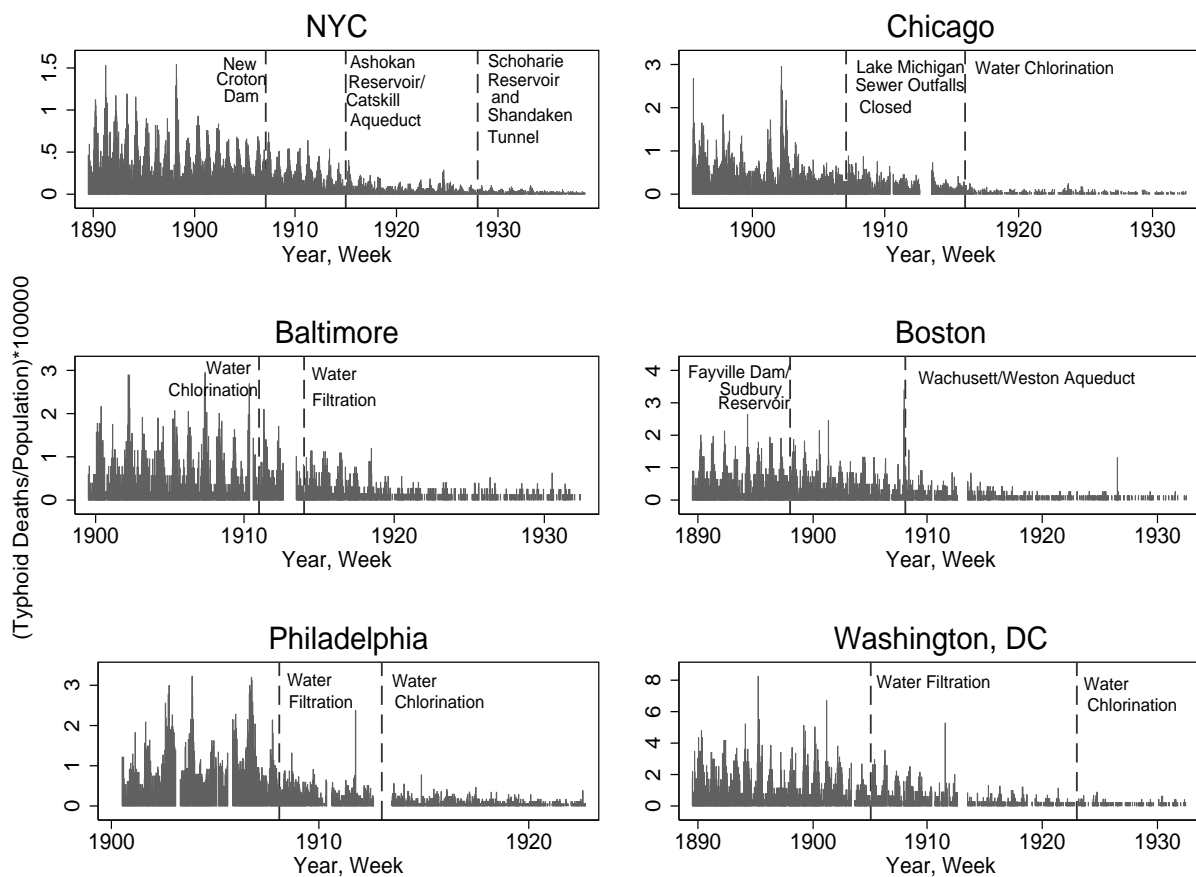 NYC
New
Croton
Dam
Ashokan
Reservoir/
Catskill
Aqueduct
Schoharie
Reservoir
and
Shandaken
Tunnel
1.5
1
.5
0
1890 1900 1910 1920 1930
Year, Week
Chicago
Lake Michigan
Sewer Outfalls
Closed
Water Chlorination
3
2
1
0
1900 1910 1920 1930
Year, Week
(Typhoid Deaths/Population)*100000
Baltimore
Water
Chlorination
Water
Filtration
3
2
1
0
1900 1910 1920 1930
Year, Week
Boston
Fayville Dam/
Sudbury
Reservoir
Wachusett/Weston Aqueduct
4
3
2
1
0
1890 1900 1910 1920 1930
Year, Week
Philadelphia
Water
Filtration
Water
Chlorination
3
2
1
0
1900 1910 1920
Year, Week
Washington, DC
Water Filtration
Water
Chlorination
8
6
4
2
0
1890 1900 1910 1920 1930
Year, Week